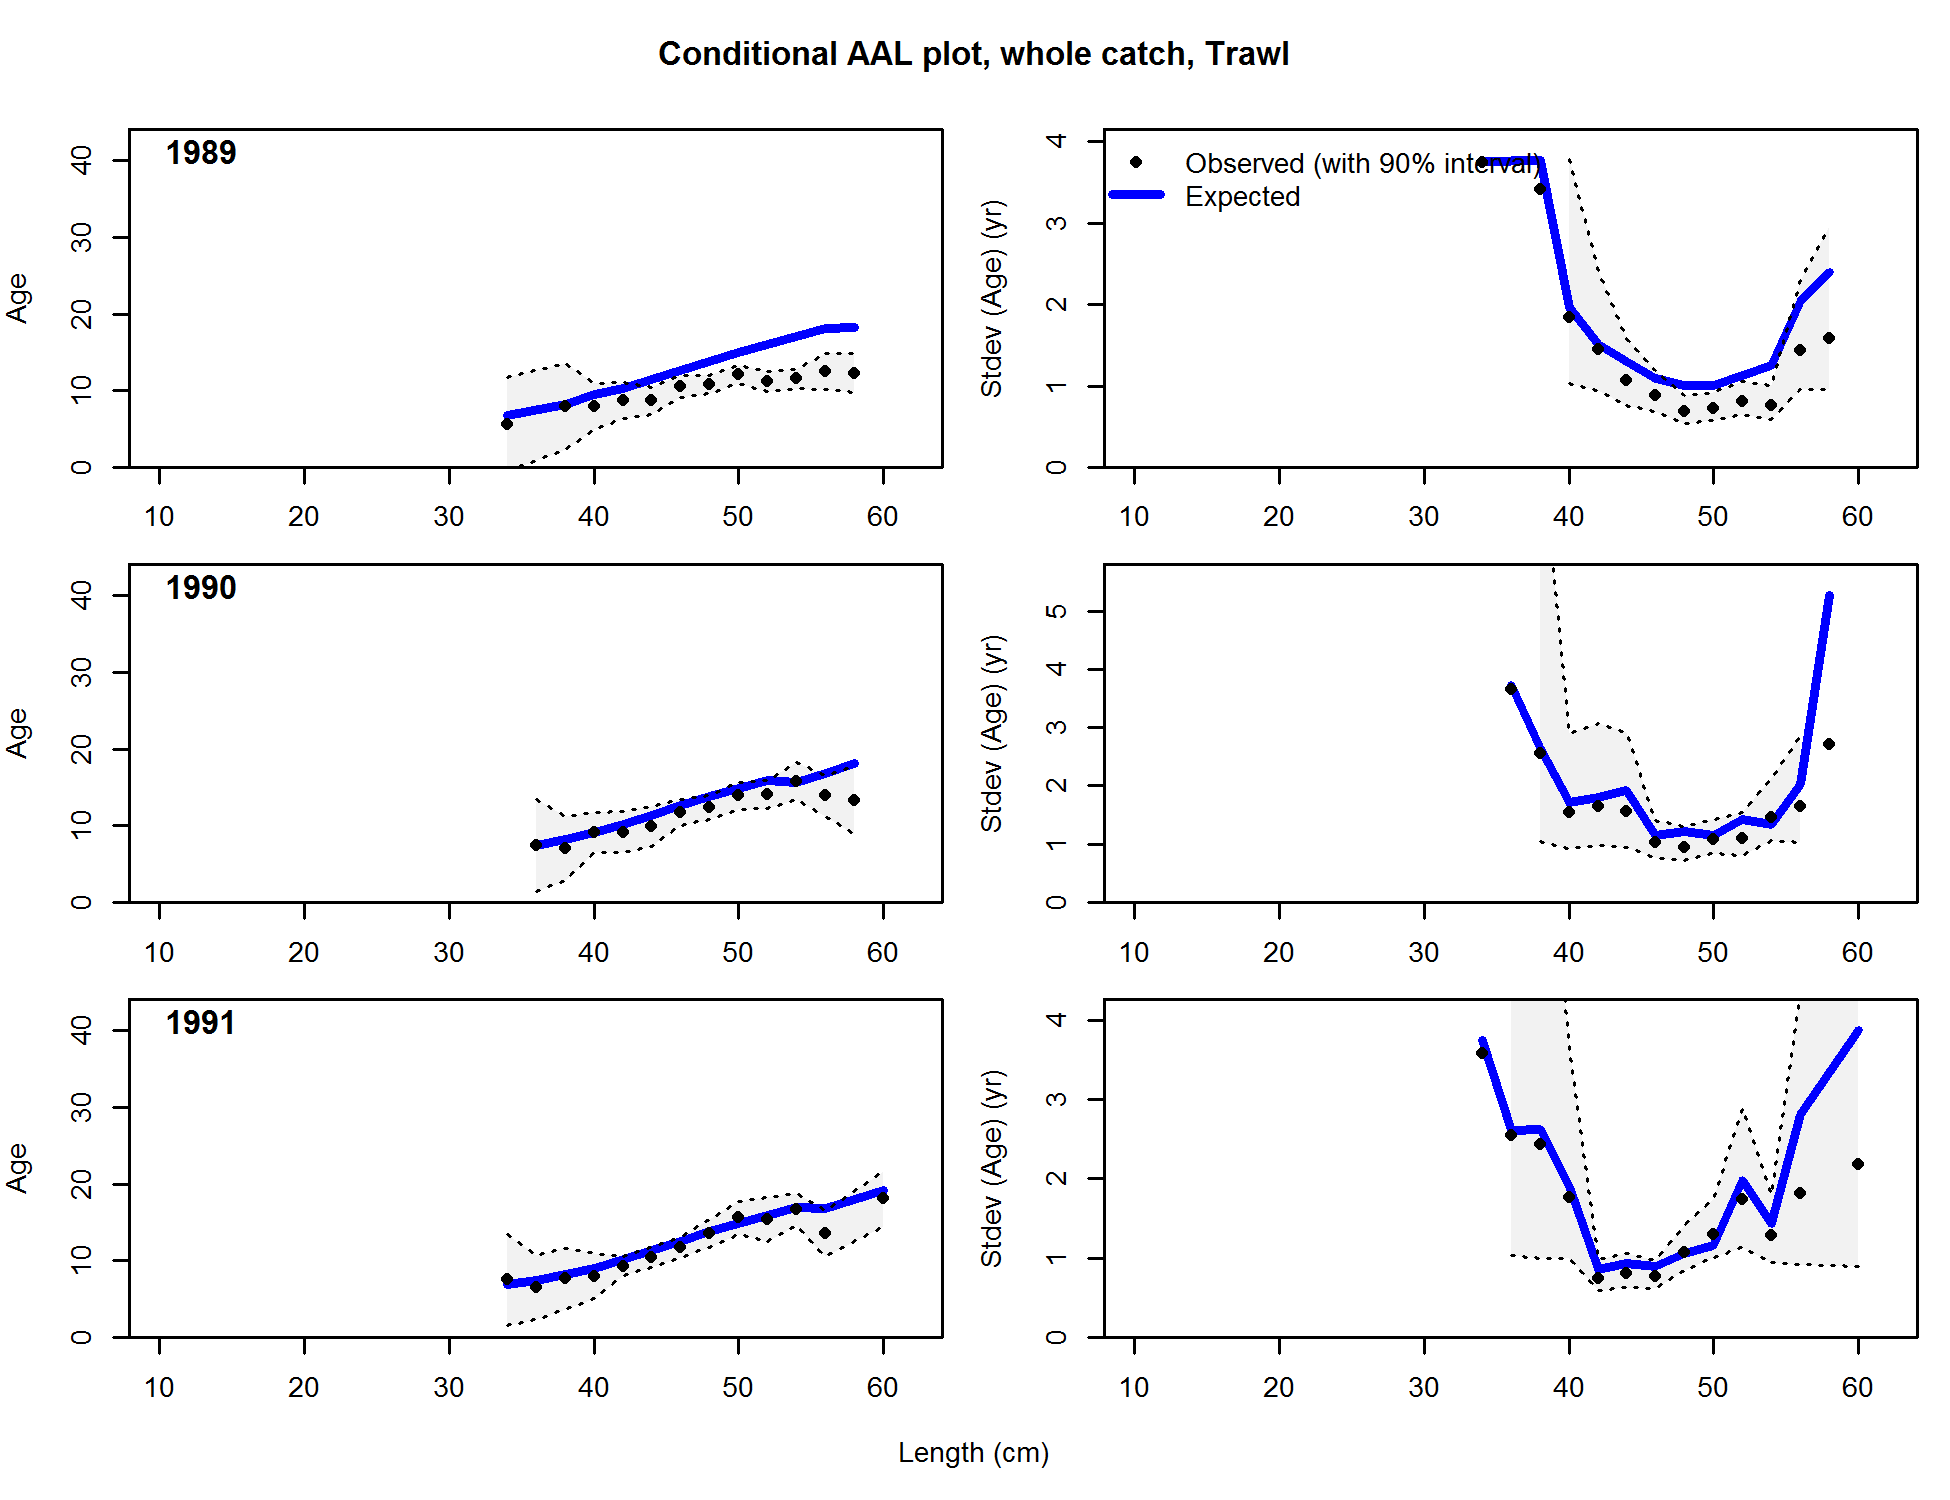 Conditional AAL plot, whole catch, Trawl
1989
Age
0 10 20 30 40
10 20 30 40 50 60
Observed (with 90% interval)
Expected
Stdev (Age) (yr)
0 1 2 3 4
10 20 30 40 50 60
1990
Age
0 10 20 30 40
10 20 30 40 50 60
Stdev (Age) (yr)
0 1 2 3 4 5
10 20 30 40 50 60
1991
Age
0 10 20 30 40
10 20 30 40 50 60
Stdev (Age) (yr)
0 1 2 3 4
10 20 30 40 50 60
Length (cm)